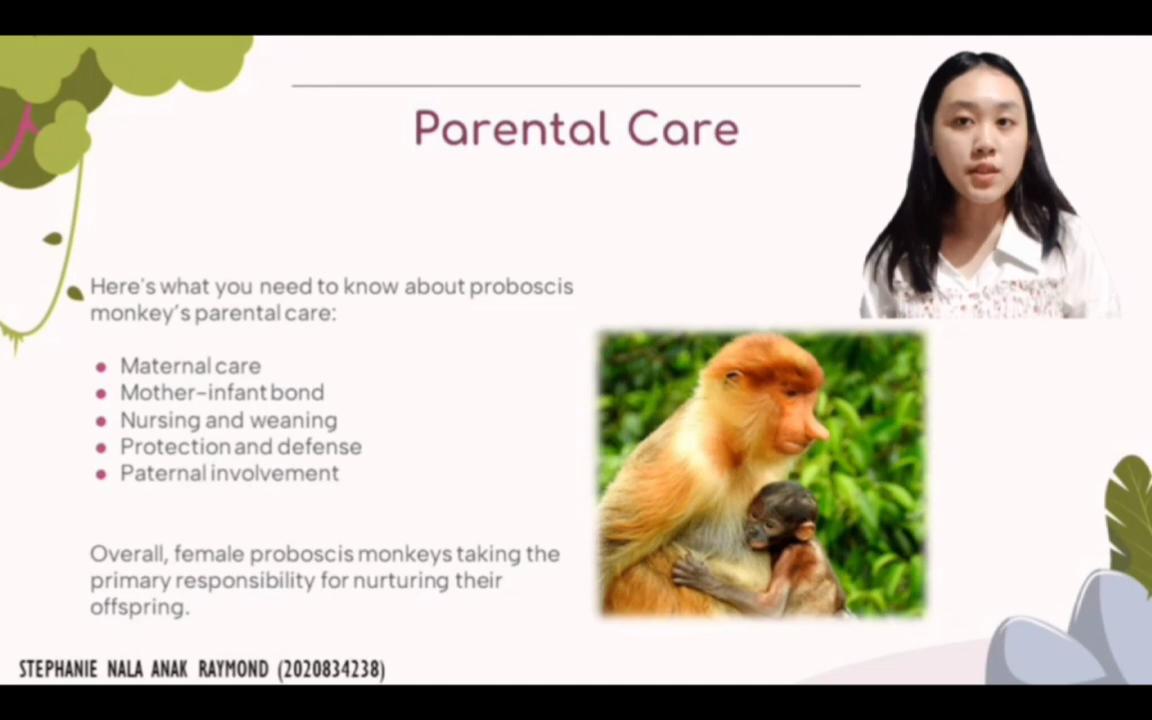 Parental Care
Here's what you need to know about proboscis
monkey's parental care:
Maternal care
Mother-infant bond
Nursing and weaning
Protection and defense
Paternal involvement
Overall, female proboscis monkeys taking the
primary responsibility for nurturing their
offspring.
STEPHANIE NALA ANAK RAYMOND (2020834238)